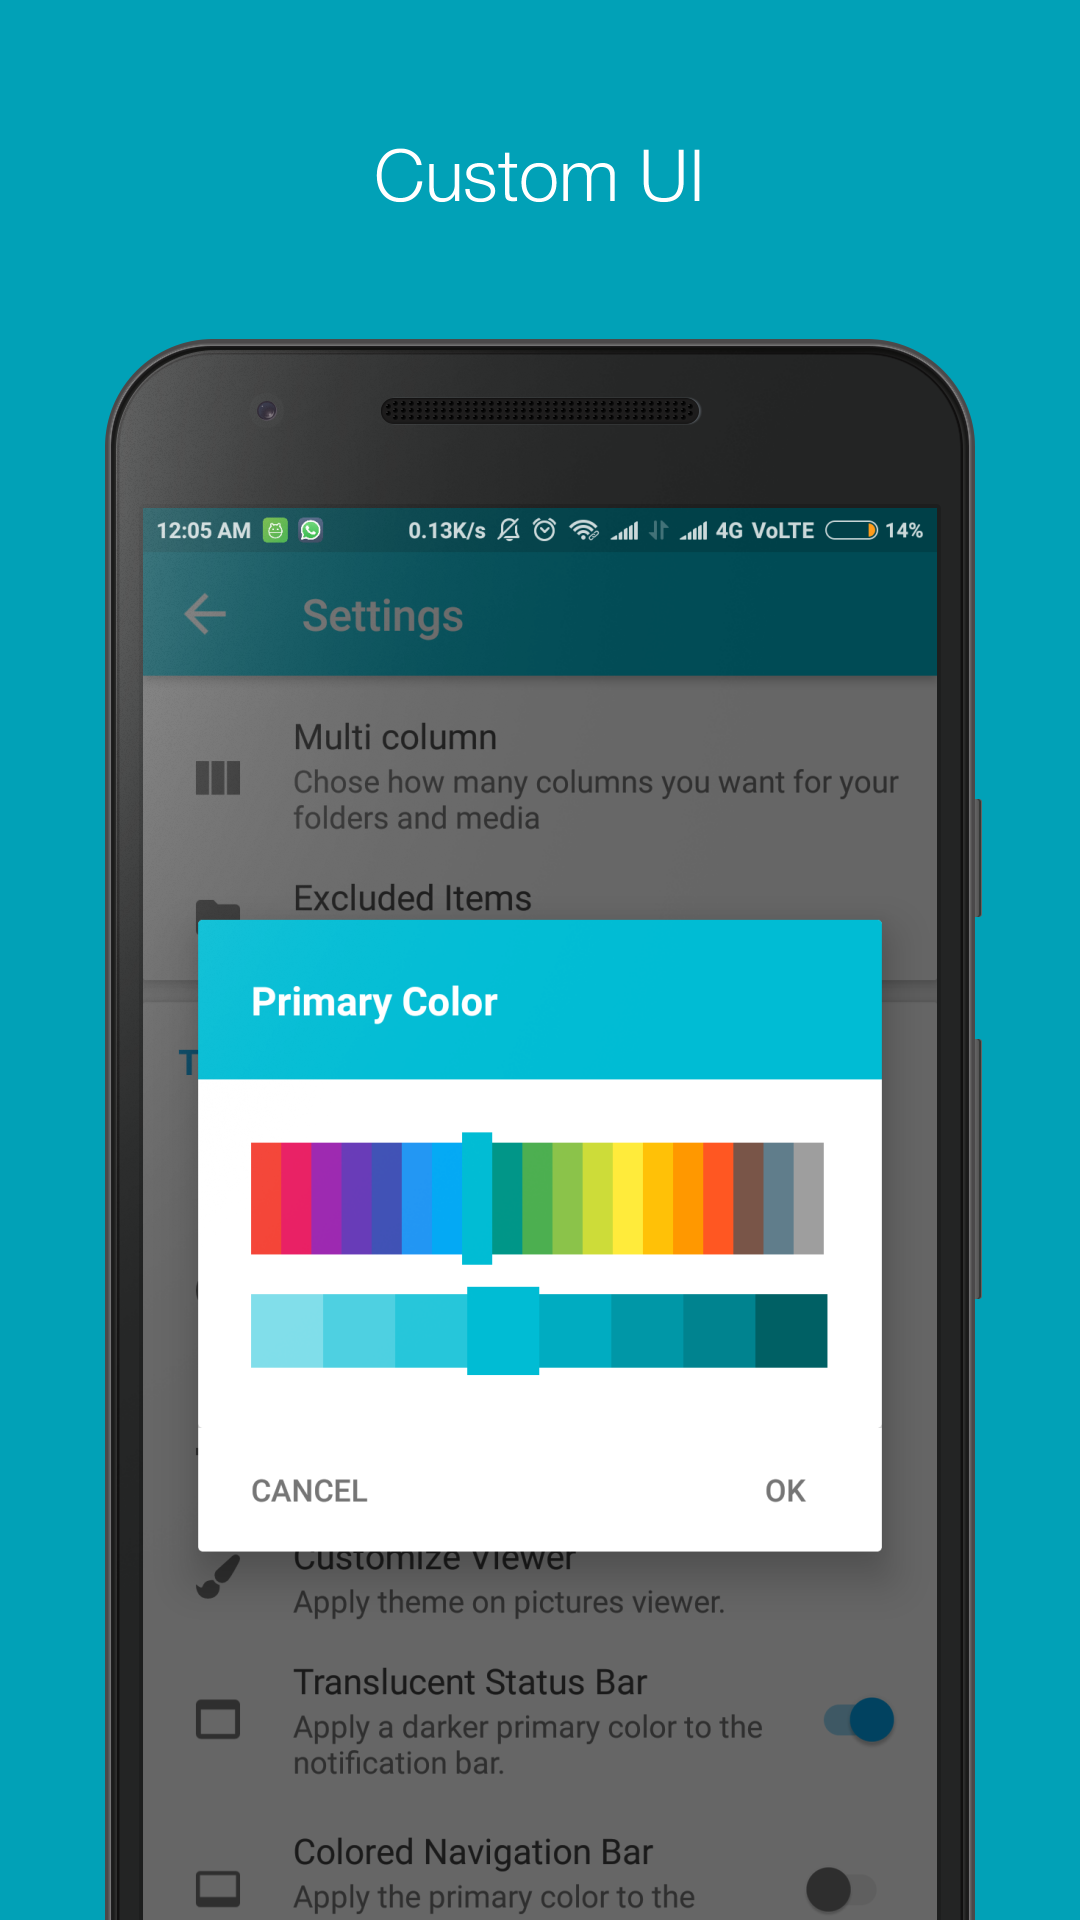 Custom UI
12:05 AM 0.13K/s 4G VoLTE 14%
Settings
Multi column
Chose how many columns you want for your
folders and media
Excluded Items
Primary Color
T
CANCEL
OK
Customize Viewer
Apply theme on pictures viewer.
Translucent Status Bar
Apply a darker primary color to the
notification bar.
Colored Navigation Bar
Apply the primary color to the